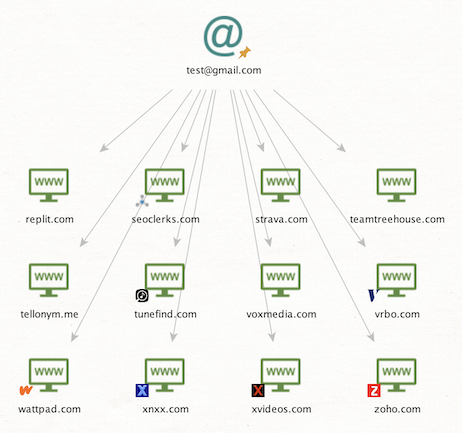 @
test@gmail.com
WWW WWW WWW WWW
replit.com seoclerks.com strava.com teamtreehouse.com
WWW WWW WWW WWW
tellonym.me tunefind.com voxmedia.com vrbo.com
WWW WWW WWW WWW
wattpad.com xnxx.com xvideos.com zoho.com